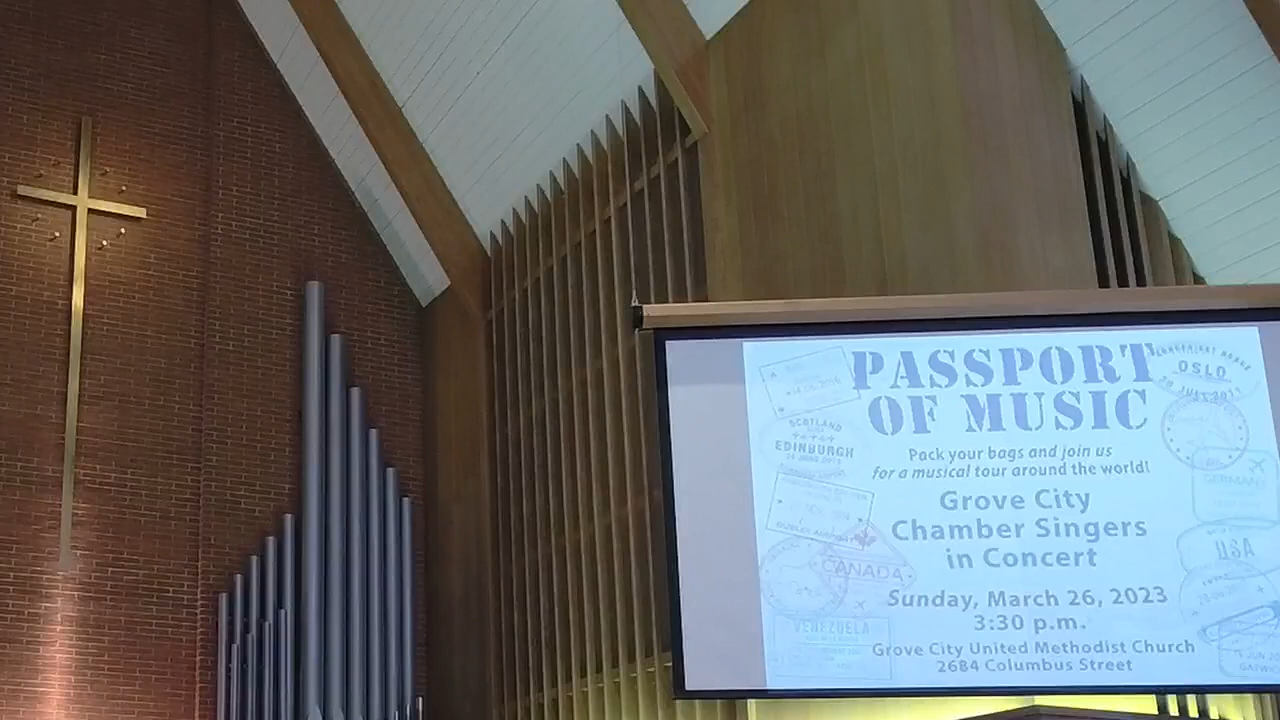 PASSPORT
OF MUSIC
Pack your bags and join us
for a musical tour around the world!
Grove City
Chamber Singers
in Concert
Sunday, March 26, 2023
3:30 p.m.
Grove City United Methodist Church
2684 Columbus Street
SCOTLAND
EDINBURGH
CANADA
VENEZUELA
OSLO
GERMANY
USA